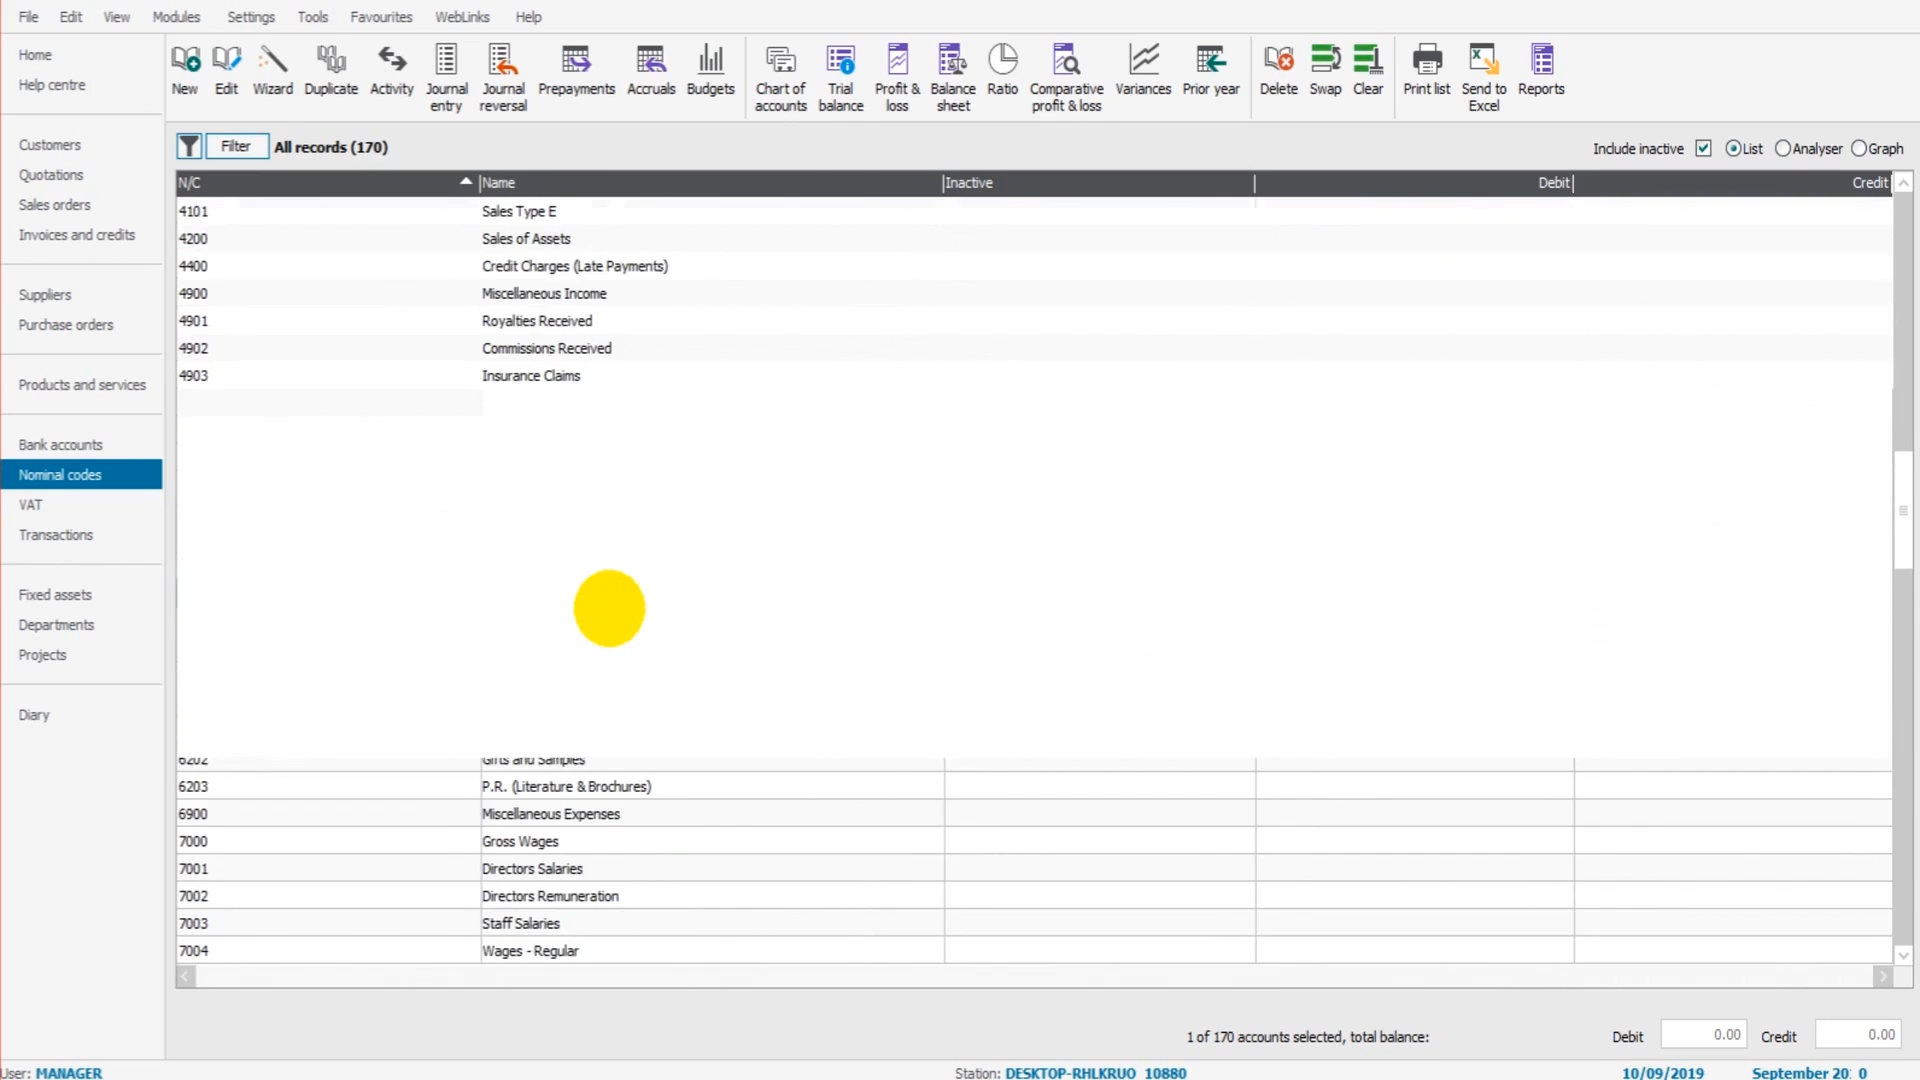 File Edit View Modules Settings Tools Favourites WebLinks Help
Home
Help centre
Customers
Quotations
Sales orders
Invoices and credits
Suppliers
Purchase orders
Products and services
Bank accounts
Nominal codes
VAT
Transactions
Fixed assets
Departments
Projects
Diary
New Edit Wizard Duplicate Activity Journal entry Journal reversal Prepayments Accruals Budgets Chart of accounts Trial balance Profit & loss Balance sheet Ratio Comparative profit & loss Variances Prior year Delete Swap Clear Print list Send to Excel Reports
Filter All records (170) Include inactive List Analyser Graph
N/C Name Inactive Debit Credit
4101 Sales Type E
4200 Sales of Assets
4400 Credit Charges (Late Payments)
4900 Miscellaneous Income
4901 Royalties Received
4902 Commissions Received
4903 Insurance Claims
6202 Gifts and Samples
6203 P.R. (Literature & Brochures)
6900 Miscellaneous Expenses
7000 Gross Wages
7001 Directors Salaries
7002 Directors Remuneration
7003 Staff Salaries
7004 Wages - Regular
1 of 170 accounts selected, total balance: Debit 0.00 Credit 0.00
User: MANAGER Station: DESKTOP-RHLKRUO 10880 10/09/2019 September